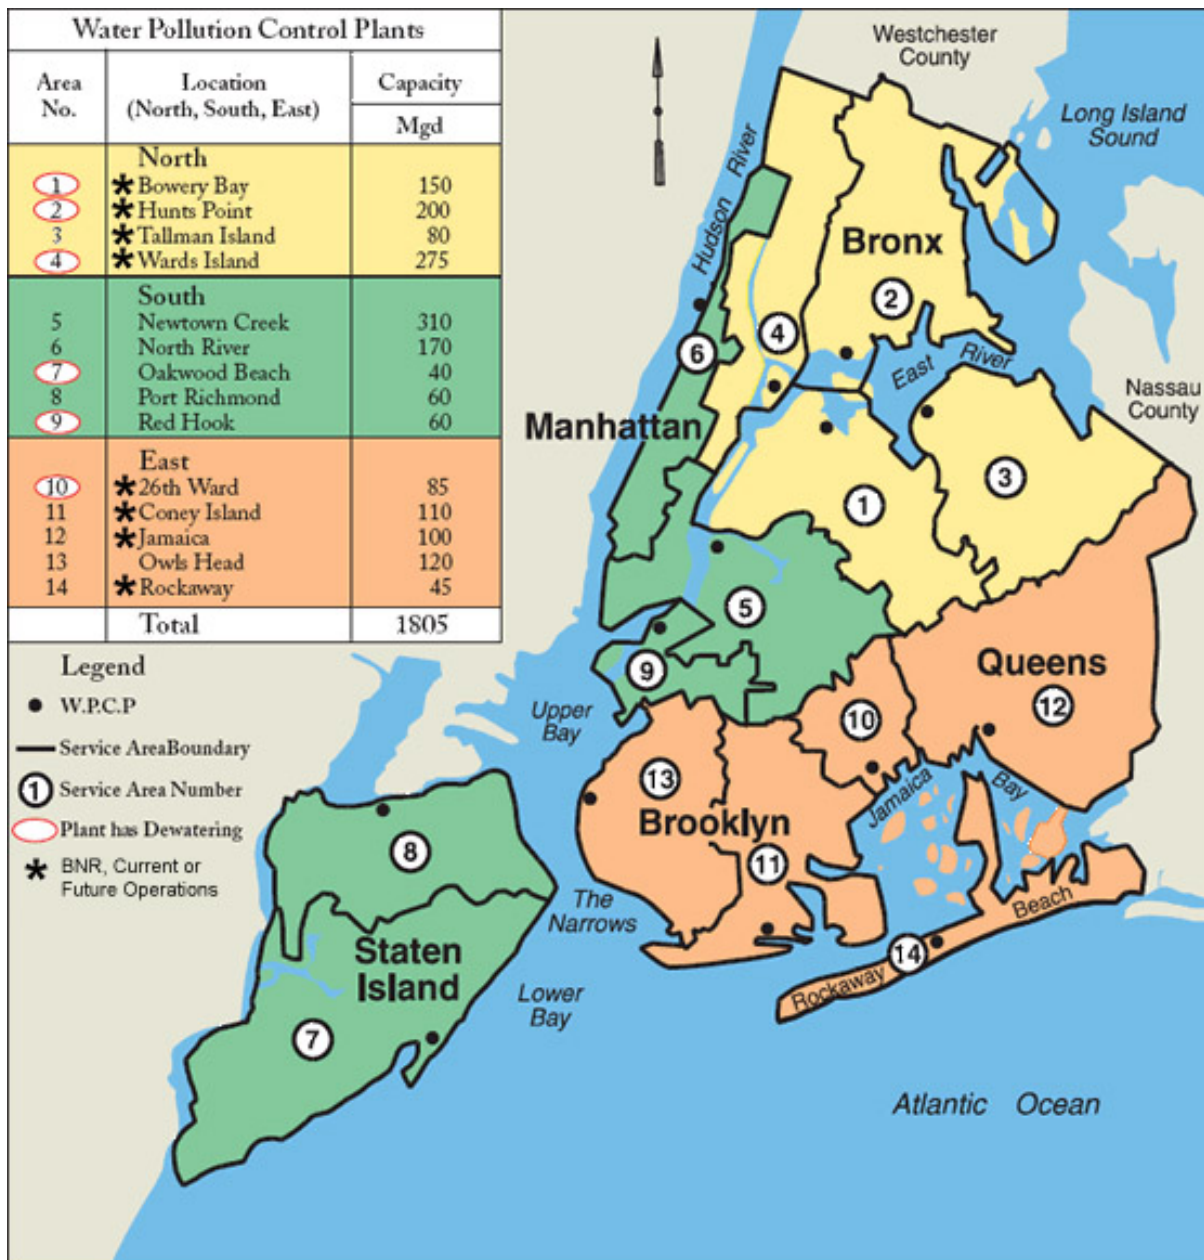 Water Pollution Control Plants
Area No. Location (North, South, East) Capacity
Mgd
North
1 * Bowery Bay 150
2 * Hunts Point 200
3 * Tallman Island 80
4 * Wards Island 275
South
5 Newtown Creek 310
6 North River 170
7 Oakwood Beach 40
8 Port Richmond 60
9 Red Hook 60
East
10 * 26th Ward 85
11 * Coney Island 110
12 * Jamaica 100
13 Owls Head 120
14 * Rockaway 45
Total 1805
Legend
W.P.C.P
Service AreaBoundary
1 Service Area Number
Plant has Dewatering
* BNR, Current or
Future Operations
Westchester
County
Long Island
Sound
Hudson River
Bronx
2
4
6
East River
Nassau
County
Manhattan
3
1
5
9
Queens
12
10
Upper
Bay
13
Jamaica Bay
Brooklyn
11
8
The
Narrows
Beach
14
Rockaway
Staten
Island
Lower
Bay
7
Atlantic Ocean